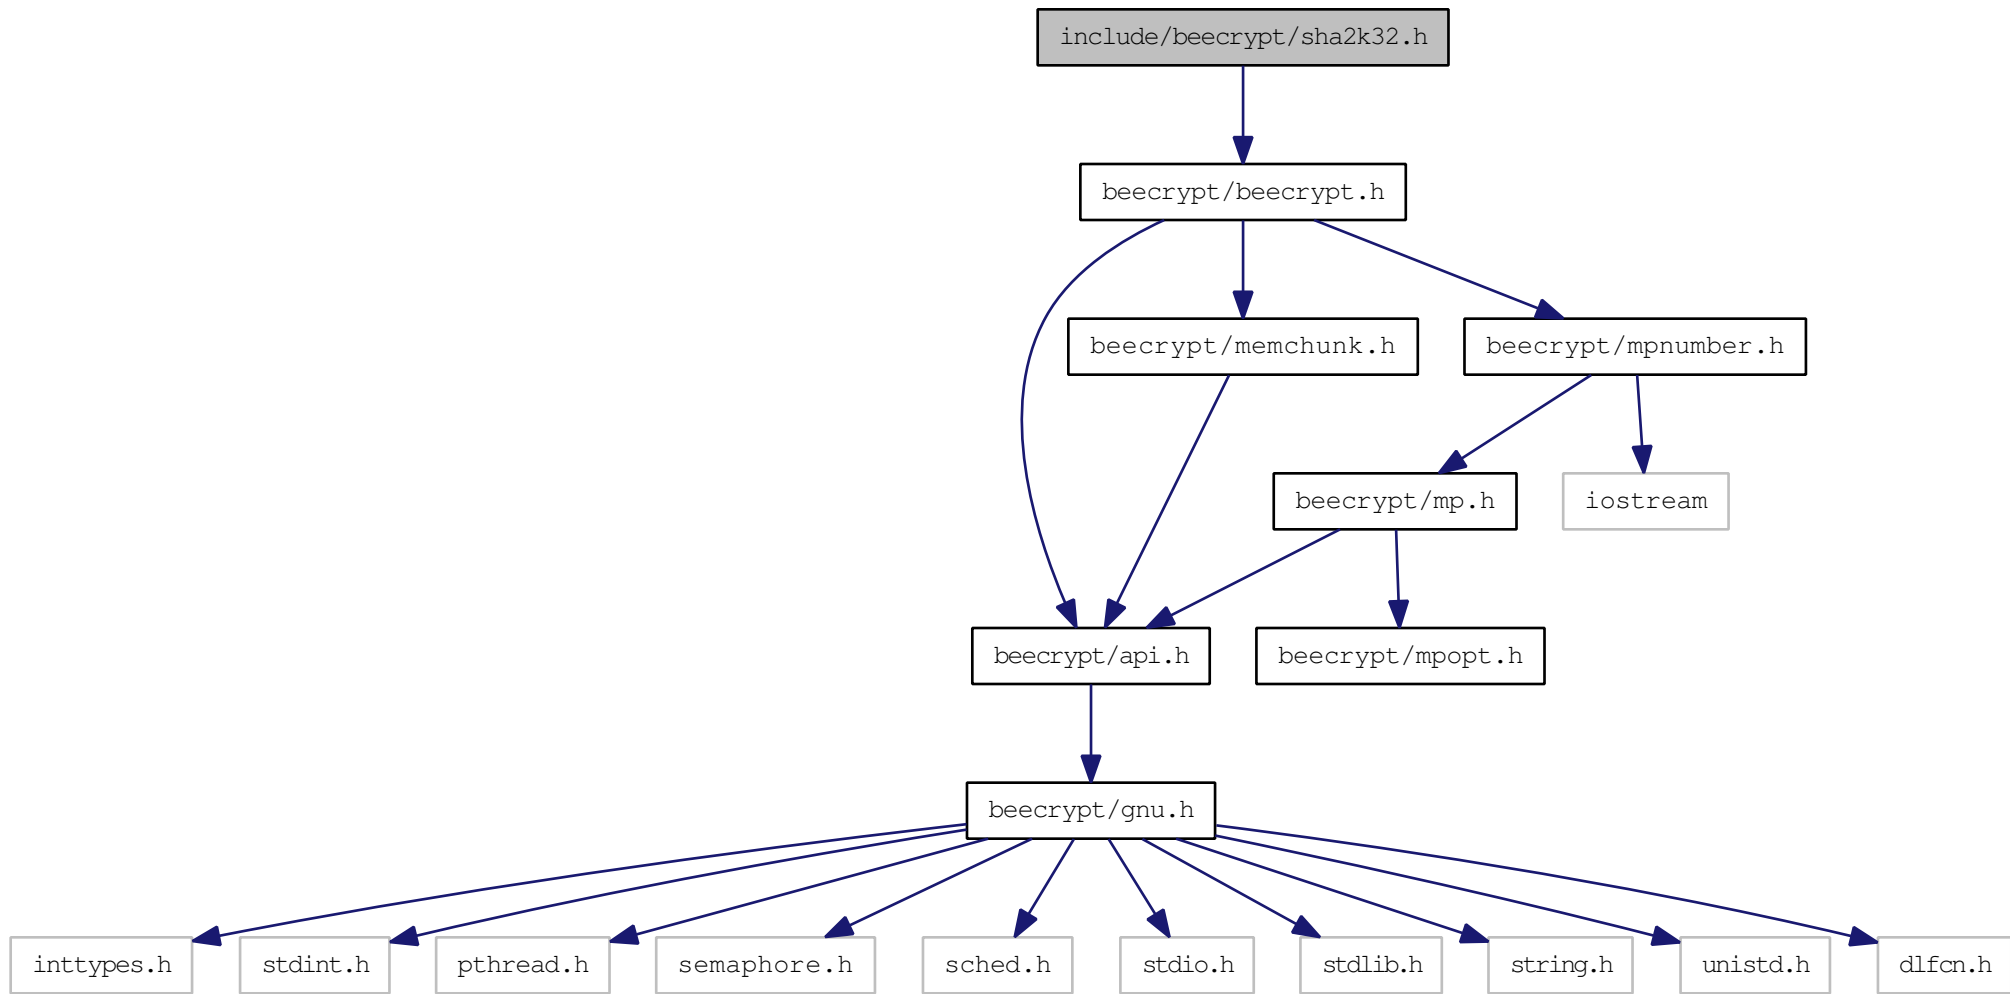 include/beecrypt/sha2k32.h
beecrypt/beecrypt.h
beecrypt/memchunk.h
beecrypt/mpnumber.h
beecrypt/mp.h
iostream
beecrypt/api.h
beecrypt/mpopt.h
beecrypt/gnu.h
inttypes.h
stdint.h
pthread.h
semaphore.h
sched.h
stdio.h
stdlib.h
string.h
unistd.h
dlfcn.h